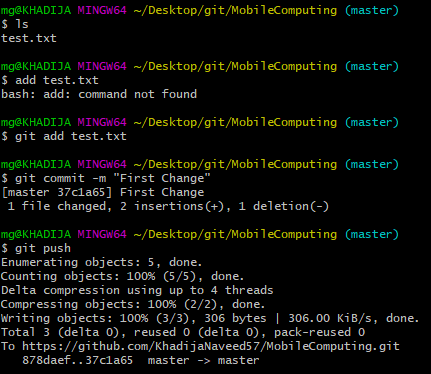 mg@KHADIJA MINGW64 ~/Desktop/git/MobileComputing (master)
$ ls
test.txt
mg@KHADIJA MINGW64 ~/Desktop/git/MobileComputing (master)
$ add test.txt
bash: add: command not found
mg@KHADIJA MINGW64 ~/Desktop/git/MobileComputing (master)
$ git add test.txt
mg@KHADIJA MINGW64 ~/Desktop/git/MobileComputing (master)
$ git commit -m "First Change"
[master 37c1a65] First Change
 1 file changed, 2 insertions(+), 1 deletion(-)
mg@KHADIJA MINGW64 ~/Desktop/git/MobileComputing (master)
$ git push
Enumerating objects: 5, done.
Counting objects: 100% (5/5), done.
Delta compression using up to 4 threads
Compressing objects: 100% (2/2), done.
Writing objects: 100% (3/3), 306 bytes | 306.00 KiB/s, done.
Total 3 (delta 0), reused 0 (delta 0), pack-reused 0
To https://github.com/KhadijaNaveed57/MobileComputing.git
   878daef..37c1a65  master -> master